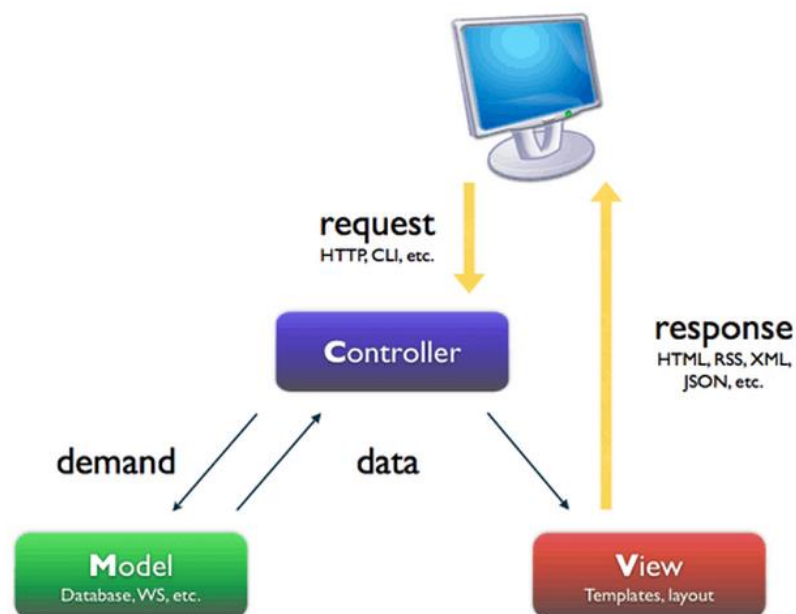 request
HTTP, CLI, etc.
Controller
response
HTML, RSS, XML,
JSON, etc.
demand
data
Model
Database, WS, etc.
View
Templates, layout